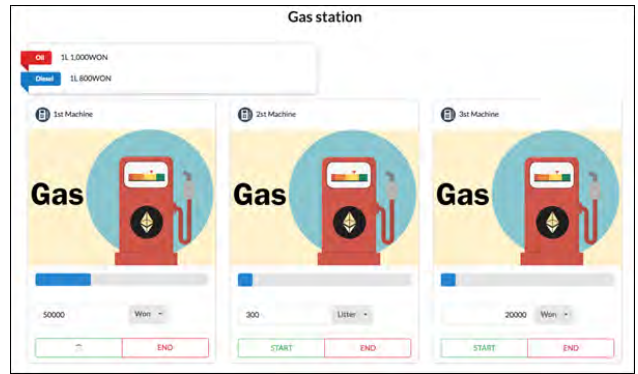 Gas station
Oil 1L 1,000WON
Diesel 1L 800WON
1st Machine
2st Machine
3st Machine
Gas
Gas
Gas
50000 Won
300 Litter
20000 Won
END
START END
START END